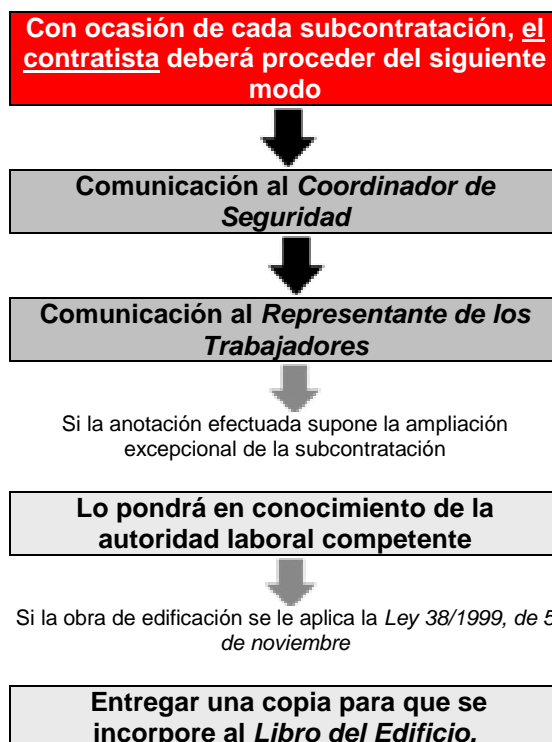 Con ocasión de cada subcontratación, el
contratista deberá proceder del siguiente
modo
Comunicación al Coordinador de
Seguridad
Comunicación al Representante de los
Trabajadores
Si la anotación efectuada supone la ampliación
excepcional de la subcontratación
Lo pondrá en conocimiento de la
autoridad laboral competente
Si la obra de edificación se le aplica la Ley 38/1999, de 5
de noviembre
Entregar una copia para que se
incorpore al Libro del Edificio.